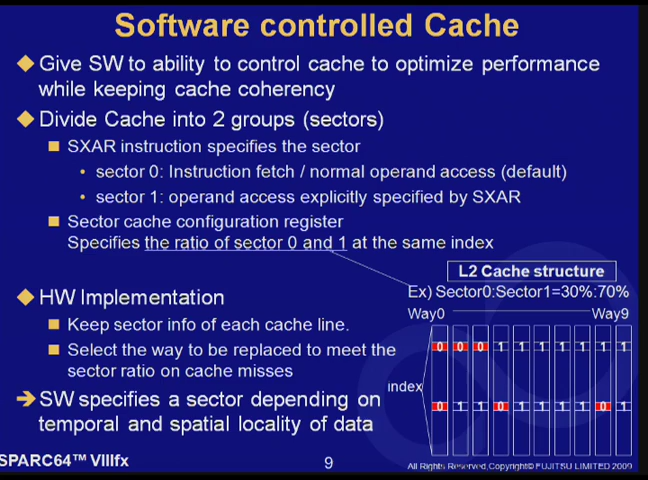 Software controlled Cache
Give SW to ability to control cache to optimize performance
while keeping cache coherency
Divide Cache into 2 groups (sectors)
SXAR instruction specifies the sector
• sector 0: Instruction fetch / normal operand access (default)
• sector 1: operand access explicitly specified by SXAR
Sector cache configuration register
Specifies the ratio of sector 0 and 1 at the same index
L2 Cache structure
Ex) Sector0:Sector1=30%:70%
Way0 Way9
0 0 0 1 1 1 1 1 1 1
index
0 1 1 0 1 1 1 1 0 1
HW Implementation
Keep sector info of each cache line.
Select the way to be replaced to meet the
sector ratio on cache misses
➔ SW specifies a sector depending on
temporal and spatial locality of data
SPARC64™ VIIIfx
9
All Rights Reserved,Copyright© FUJITSU LIMITED 2009